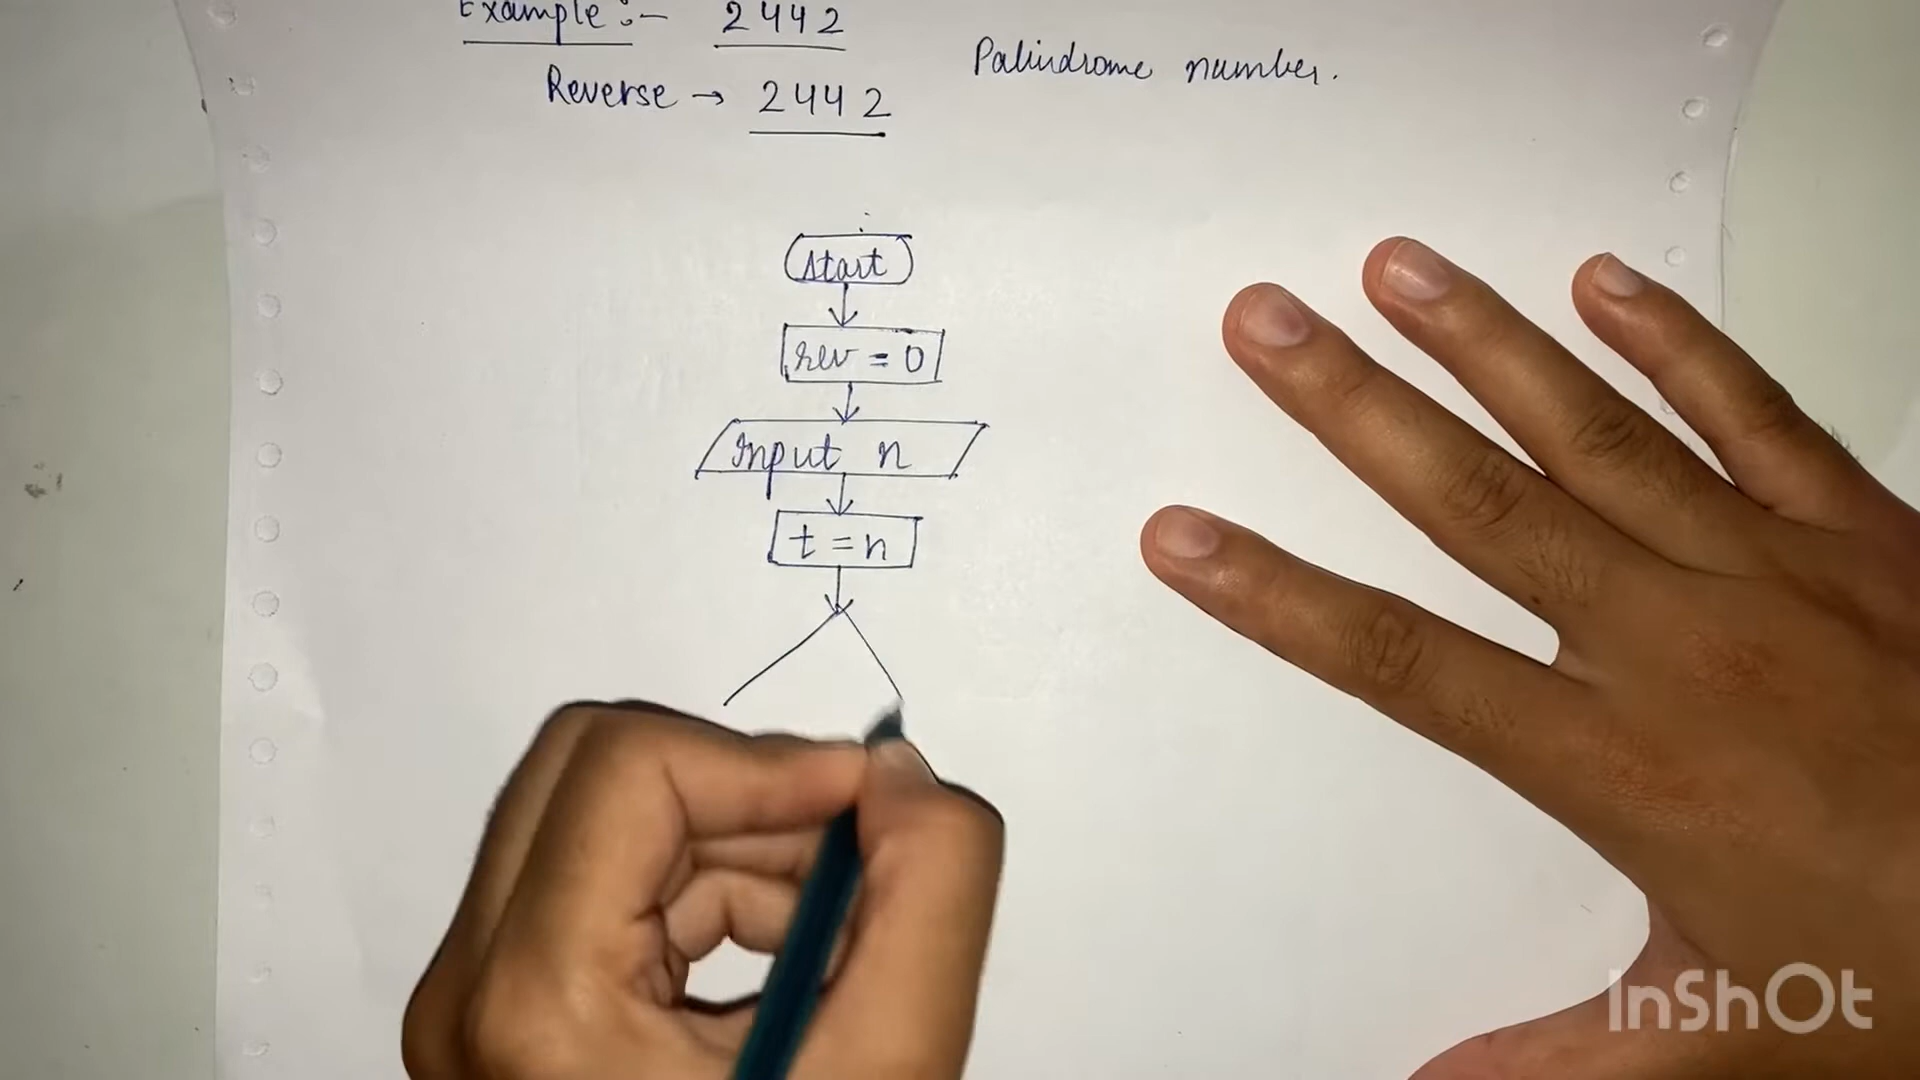 Example :- 2442
Reverse → 2442
Palindrome number.
Start
rev = 0
Input n
t = n
InShOt